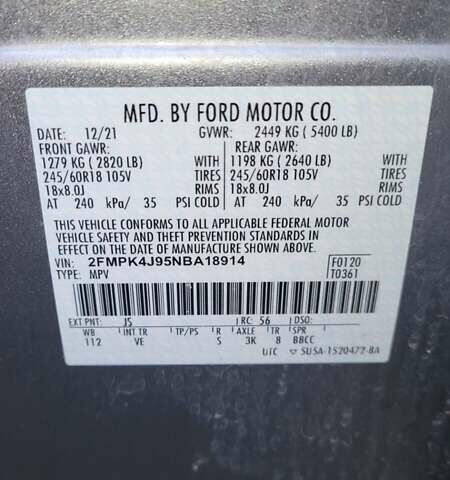 MFD. BY FORD MOTOR CO.
DATE: 12/21 GVWR: 2449 KG ( 5400 LB)
FRONT GAWR: REAR GAWR:
1279 KG ( 2820 LB) WITH 1198 KG ( 2640 LB) WITH
245/60R18 105V TIRES 245/60R18 105V TIRES
18x8.0J RIMS 18x8.0J RIMS
AT 240 kPa/ 35 PSI COLD AT 240 kPa/ 35 PSI COLD
THIS VEHICLE CONFORMS TO ALL APPLICABLE FEDERAL MOTOR
VEHICLE SAFETY AND THEFT PREVENTION STANDARDS IN
EFFECT ON THE DATE OF MANUFACTURE SHOWN ABOVE.
VIN: 2FMPK4J95NBA18914 F0120
TYPE: MPV T0361
EXT PNT: JS RC: 56 DSO:
WB INT TR TP/PS R AXLE TR SPR
112 VE S 3K 8 BBCC
UTC ▽ SU5A-1520472-BA